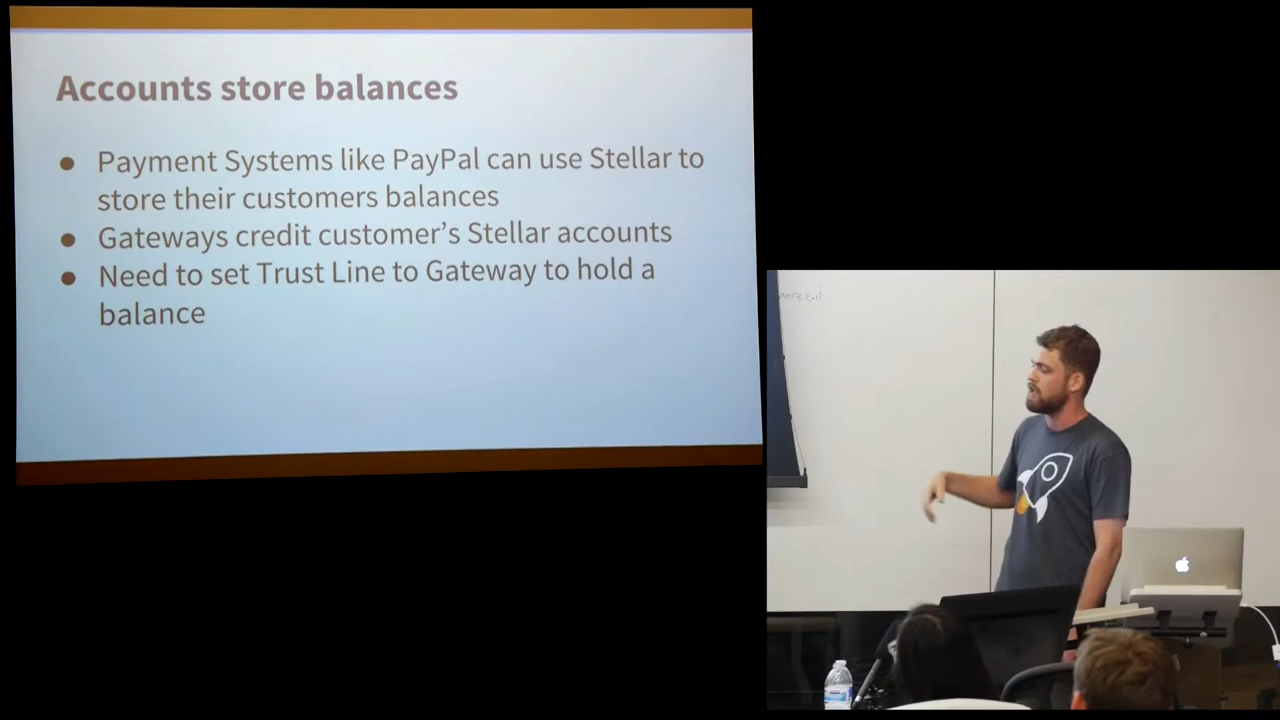 Accounts store balances
● Payment Systems like PayPal can use Stellar to
store their customers balances
● Gateways credit customer’s Stellar accounts
● Need to set Trust Line to Gateway to hold a
balance